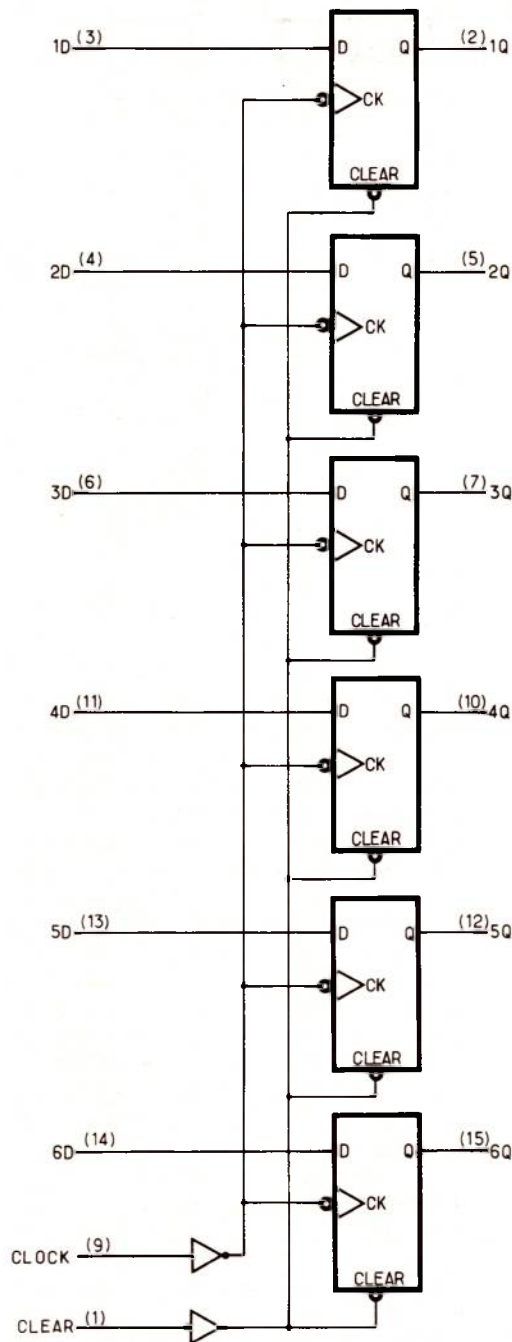 1D (3) D Q (2) 1Q
CK
CLEAR
2D (4) D Q (5) 2Q
CK
CLEAR
3D (6) D Q (7) 3Q
CK
CLEAR
4D (11) D Q (10) 4Q
CK
CLEAR
5D (13) D Q (12) 5Q
CK
CLEAR
6D (14) D Q (15) 6Q
CK
CLOCK (9)
CLEAR
CLEAR (1)